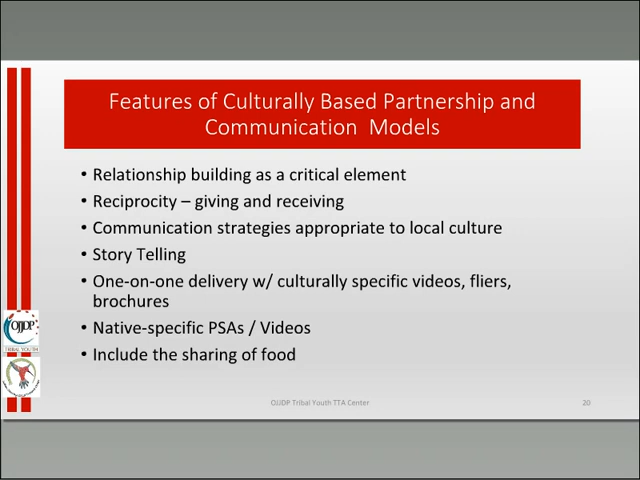 Features of Culturally Based Partnership and
Communication Models
• Relationship building as a critical element
• Reciprocity – giving and receiving
• Communication strategies appropriate to local culture
• Story Telling
• One-on-one delivery w/ culturally specific videos, fliers,
brochures
• Native-specific PSAs / Videos
• Include the sharing of food
OJJDP
TRIBAL YOUTH
OJJDP Tribal Youth TTA Center
20